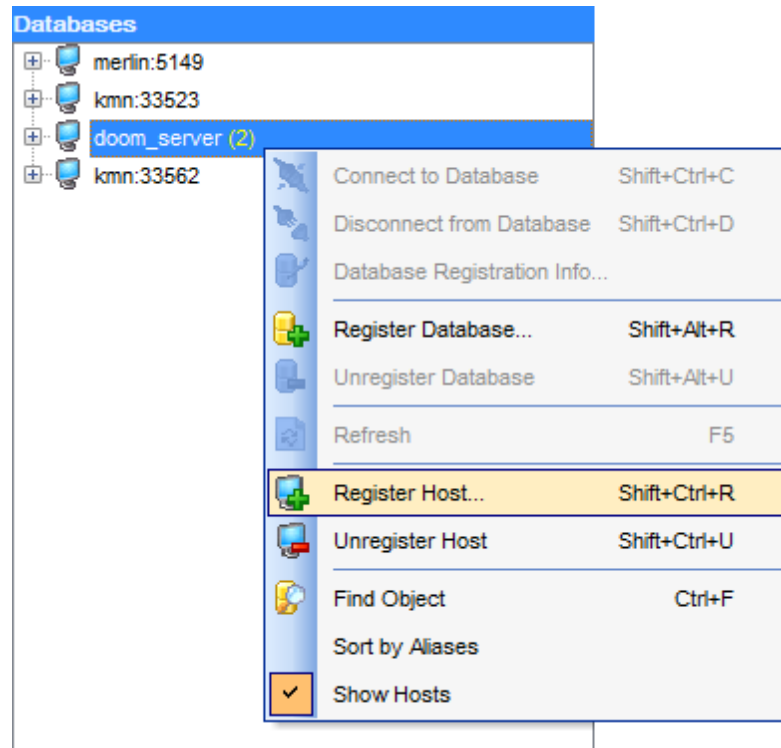 Databases
merlin:5149
kmn:33523
doom_server (2)
kmn:33562
Connect to Database Shift+Ctrl+C
Disconnect from Database Shift+Ctrl+D
Database Registration Info...
Register Database... Shift+Alt+R
Unregister Database Shift+Alt+U
Refresh F5
Register Host... Shift+Ctrl+R
Unregister Host Shift+Ctrl+U
Find Object Ctrl+F
Sort by Aliases
Show Hosts